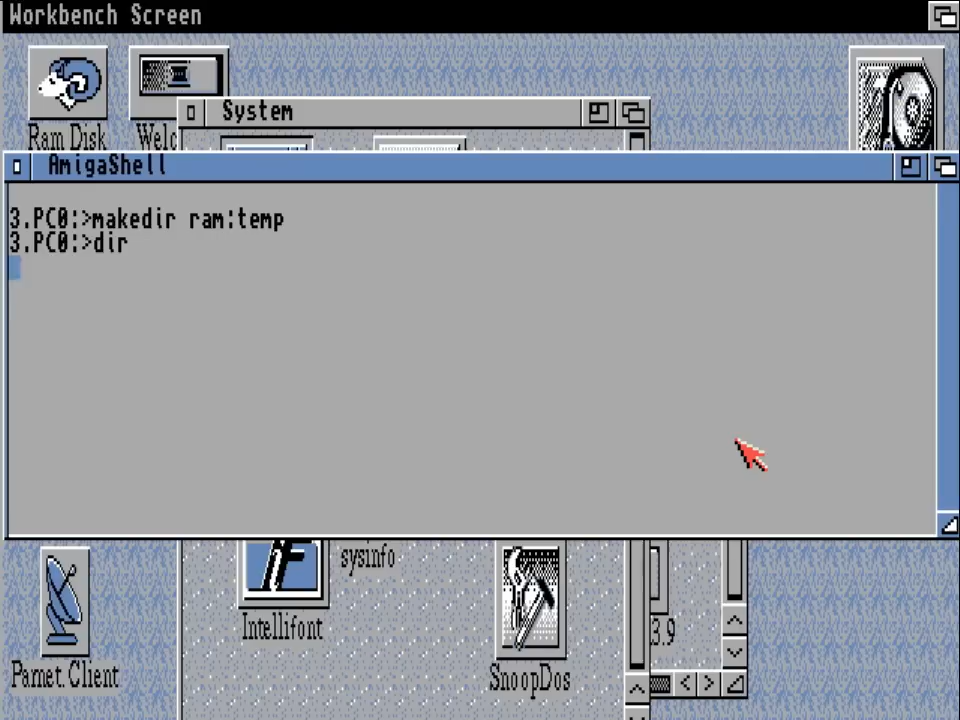 Workbench Screen
Ram Disk
Welc
System
AmigaShell
3.PC0:>makedir ram:temp
3.PC0:>dir
sysinfo
Intellifont
SnoopDos
3.9
Parnet.Client